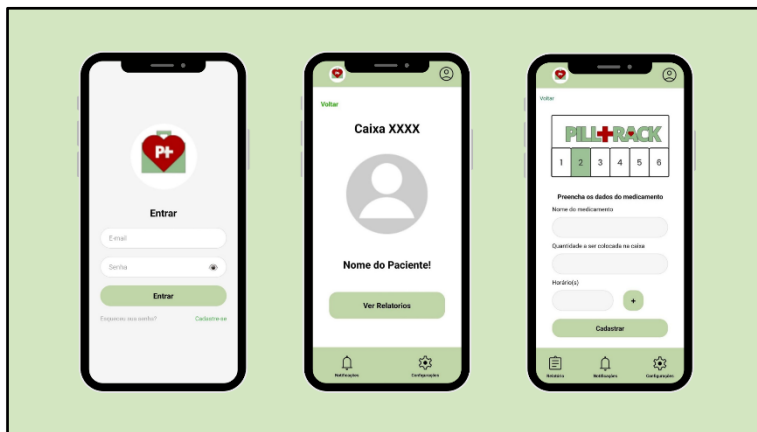 P+
Entrar
E-mail
Senha
Entrar
Esqueceu sua senha?
Cadastre-se
Voltar
Caixa XXXX
Nome do Paciente!
Ver Relatorios
Notificações
Configurações
Voltar
PILL+RACK
1 2 3 4 5 6
Preencha os dados do medicamento
Nome do medicamento
Quantidade a ser colocada na caixa
Horário(s)
+
Cadastrar
Relatório
Notificações
Configurações